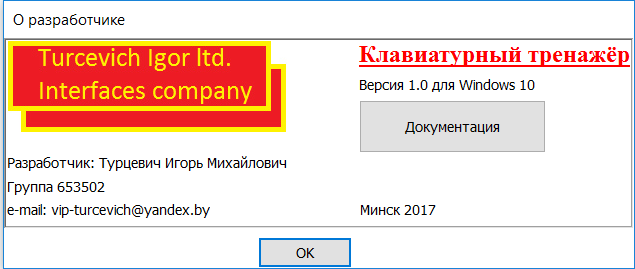 О разработчике
Turcevich Igor ltd.
Interfaces company
Клавиатурный тренажёр
Версия 1.0 для Windows 10
Документация
Разработчик: Турцевич Игорь Михайлович
Группа 653502
e-mail: vip-turcevich@yandex.by
Минск 2017
OK